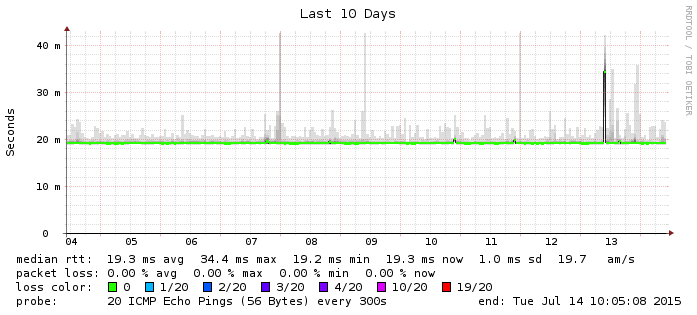 Last 10 Days
RRDTOOL / TOBI OETIKER
Seconds
40 m
30 m
20 m
10 m
0
04 05 06 07 08 09 10 11 12 13
median rtt: 19.3 ms avg 34.4 ms max 19.2 ms min 19.3 ms now 1.0 ms sd 19.7 am/s
packet loss: 0.00 % avg 0.00 % max 0.00 % min 0.00 % now
loss color: 0 1/20 2/20 3/20 4/20 10/20 19/20
probe: 20 ICMP Echo Pings (56 Bytes) every 300s end: Tue Jul 14 10:05:08 2015